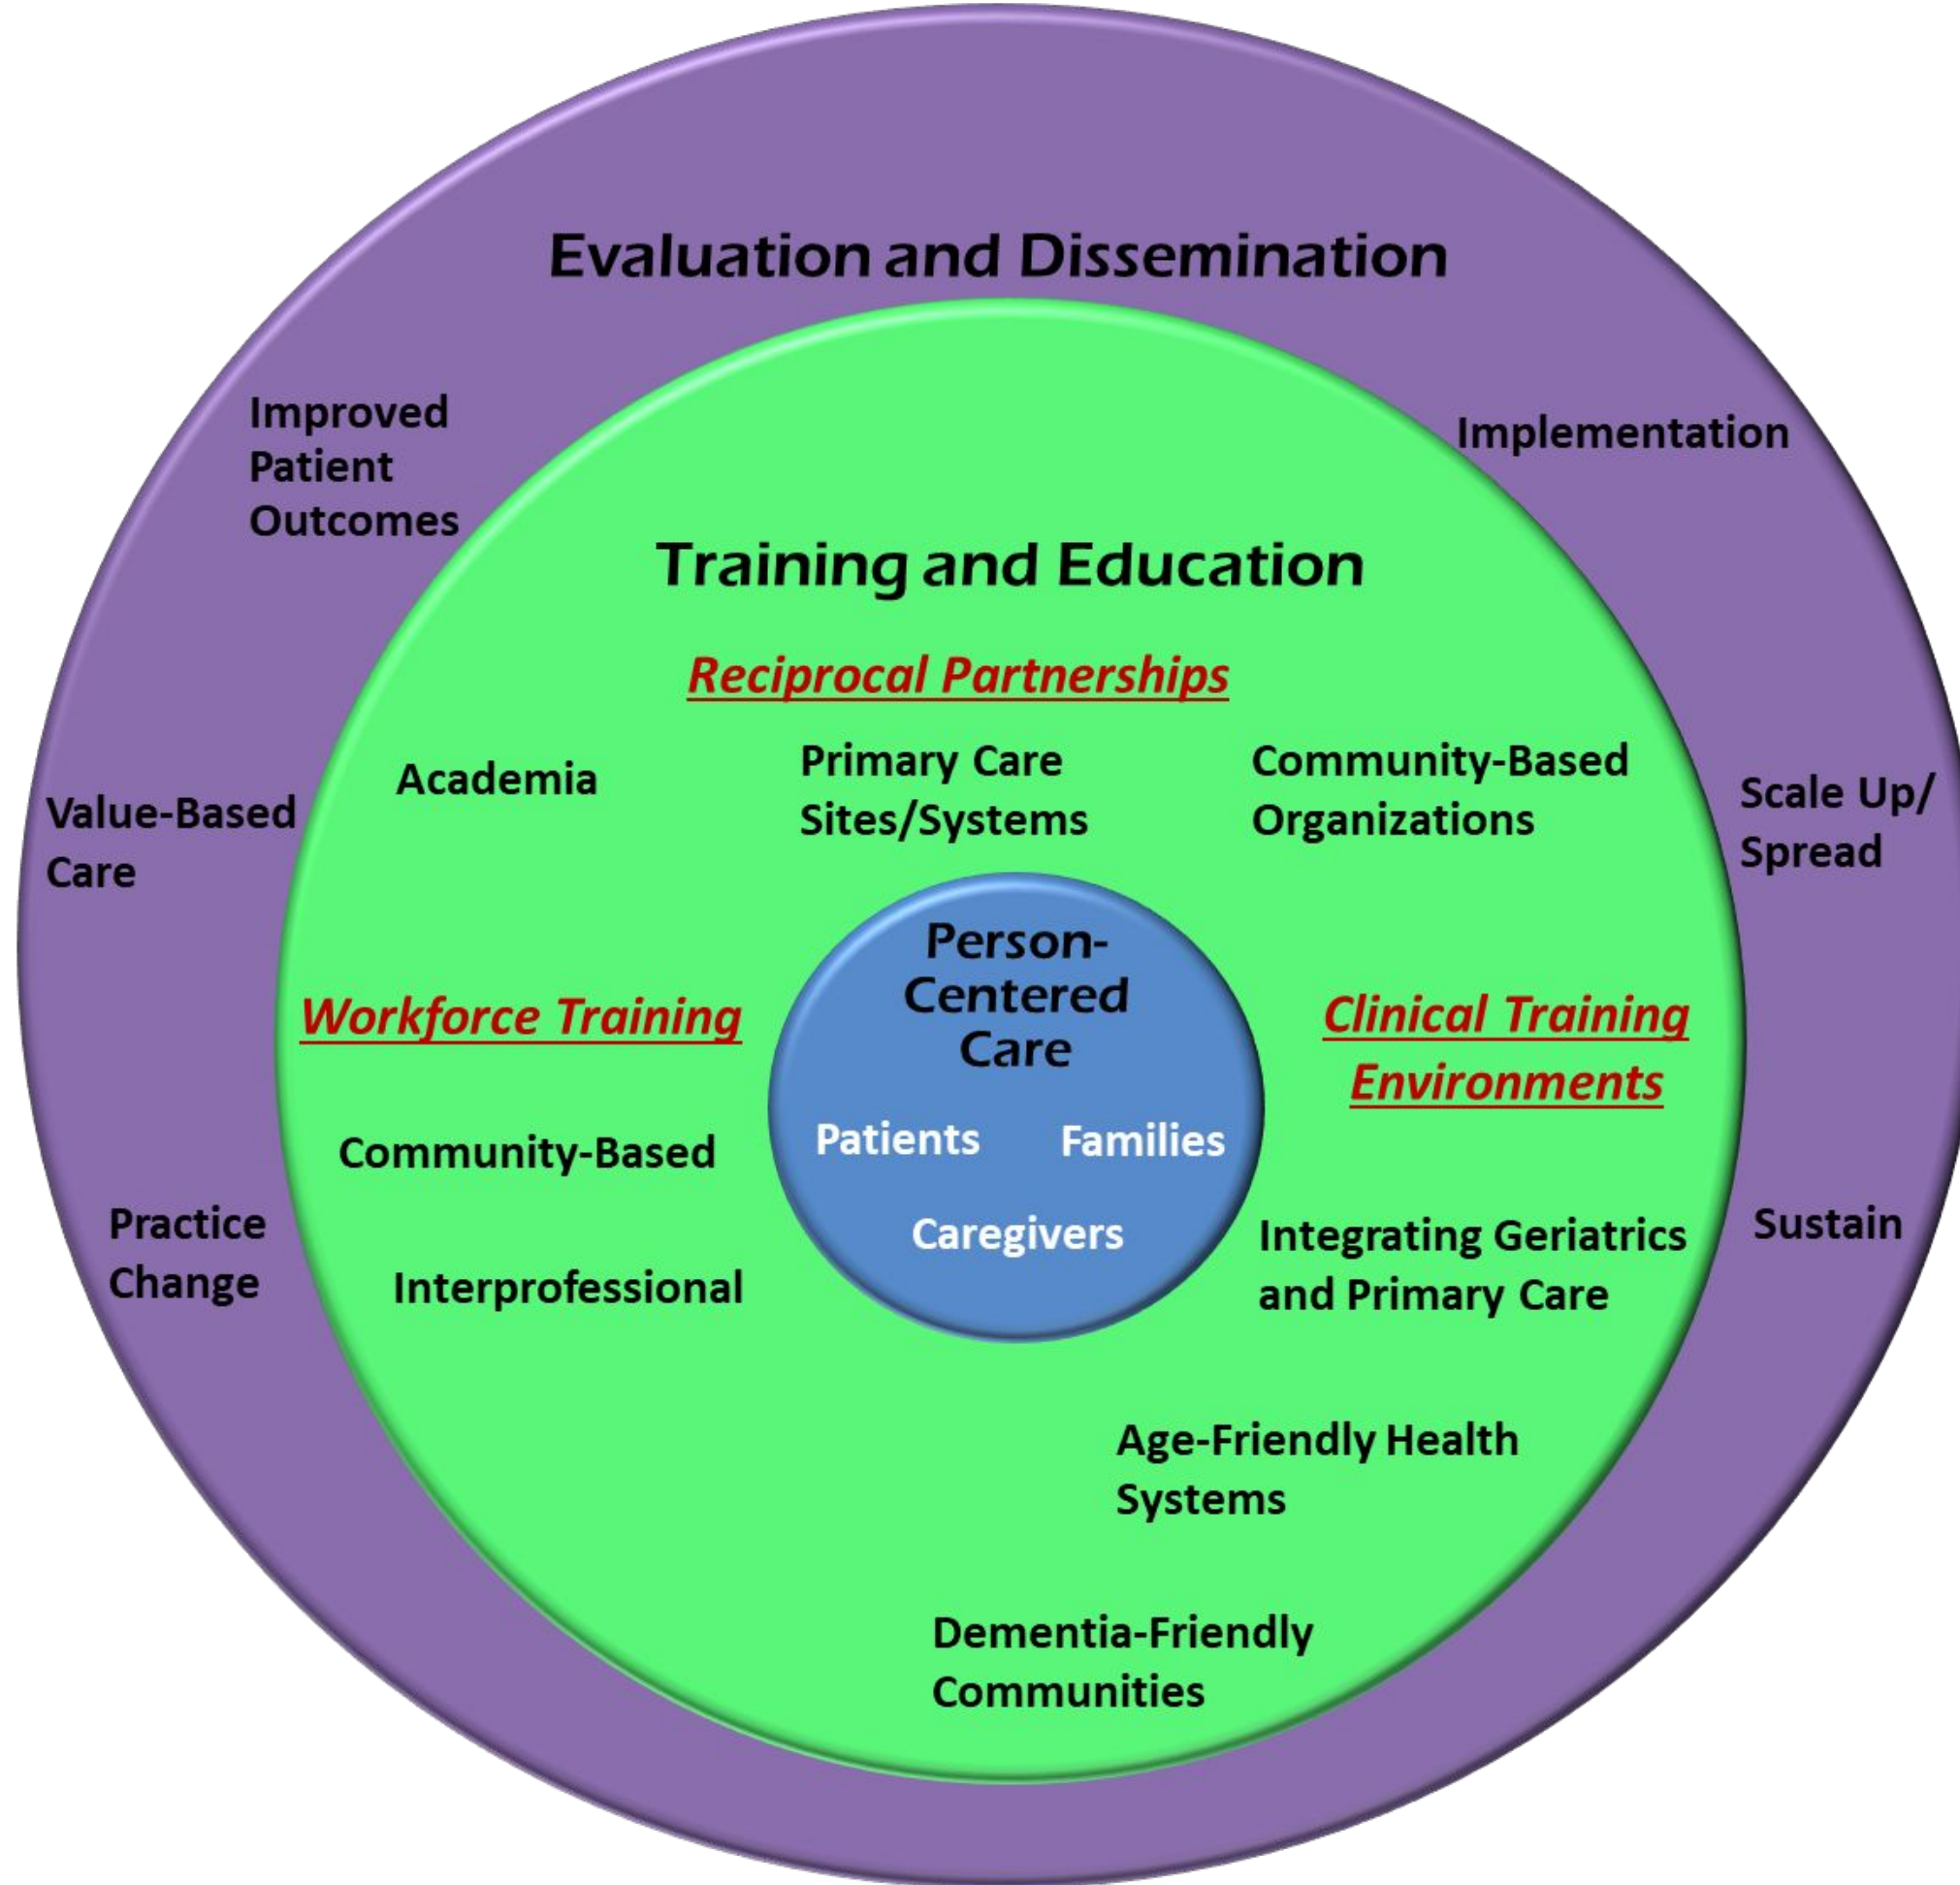 Evaluation and Dissemination
Improved
Patient
Outcomes
Implementation
Training and Education
Reciprocal Partnerships
Academia
Primary Care
Sites/Systems
Community-Based
Organizations
Value-Based
Care
Scale Up/
Spread
Person-
Centered
Care
Patients
Families
Caregivers
Workforce Training
Community-Based
Interprofessional
Clinical Training
Environments
Integrating Geriatrics
and Primary Care
Age-Friendly Health
Systems
Dementia-Friendly
Communities
Practice
Change
Sustain